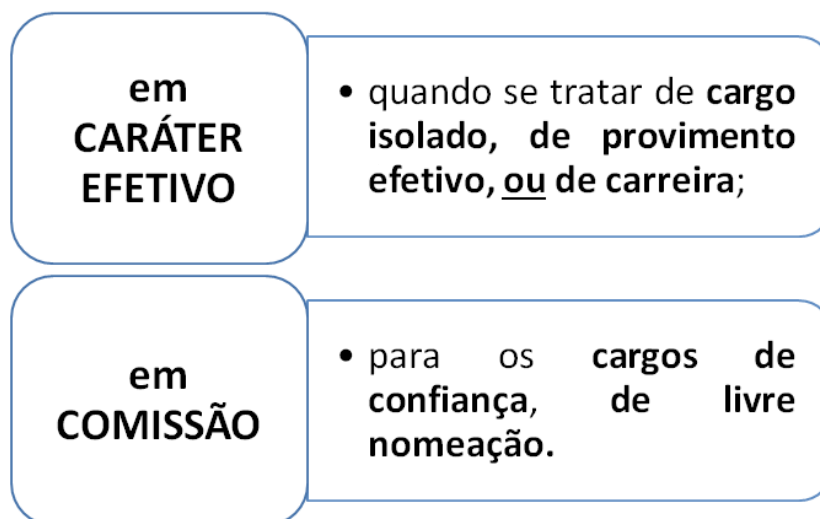 em
CARÁTER
EFETIVO
• quando se tratar de cargo
isolado, de provimento
efetivo, ou de carreira;
em
COMISSÃO
• para os cargos de
confiança, de livre
nomeação.